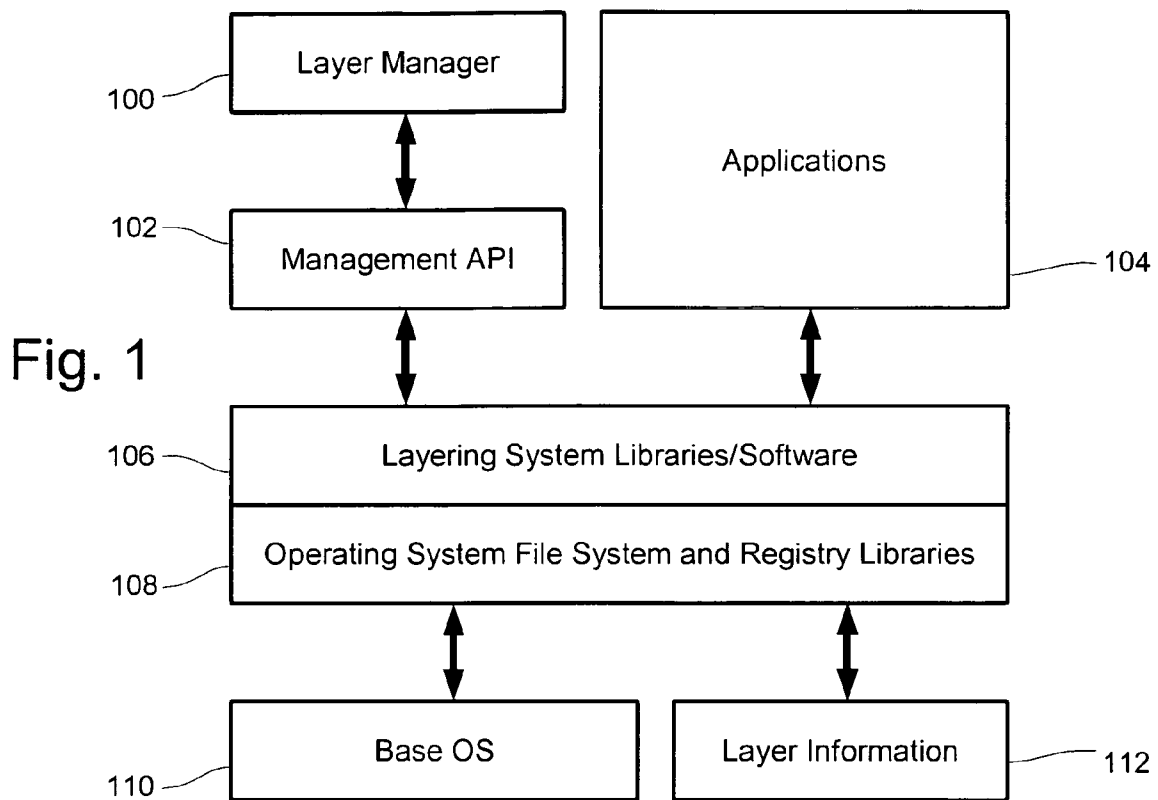 Layer Manager
100
Applications
102
Management API
104
Fig. 1
106
Layering System Libraries/Software
Operating System File System and Registry Libraries
108
Base OS
110
Layer Information
112